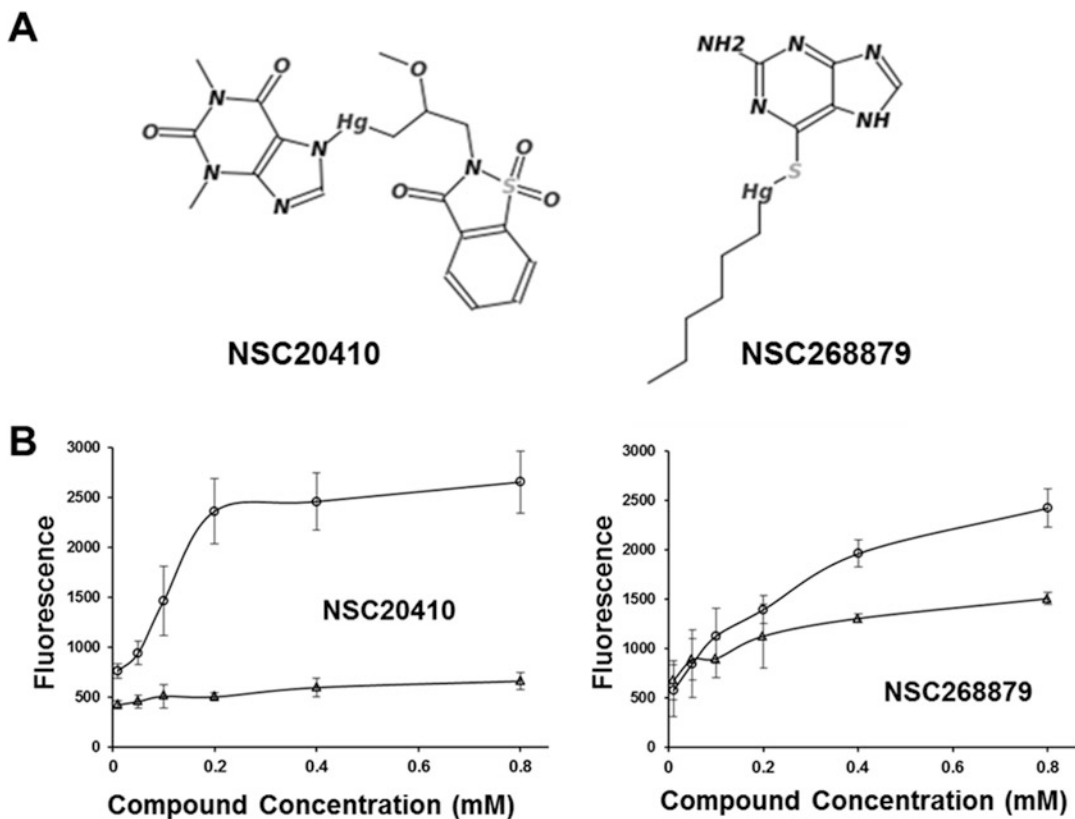 A
NH2 N N
N NH
S
Hg
O
N
O N N
N
Hg
O
N
O
S
O
O
NSC20410
NSC268879
B
3000
2500
2000
1500
1000
500
0
Fluorescence
NSC20410
0 0.2 0.4 0.6 0.8
Compound Concentration (mM)
3000
2500
2000
1500
1000
500
0
Fluorescence
NSC268879
0 0.2 0.4 0.6 0.8
Compound Concentration (mM)